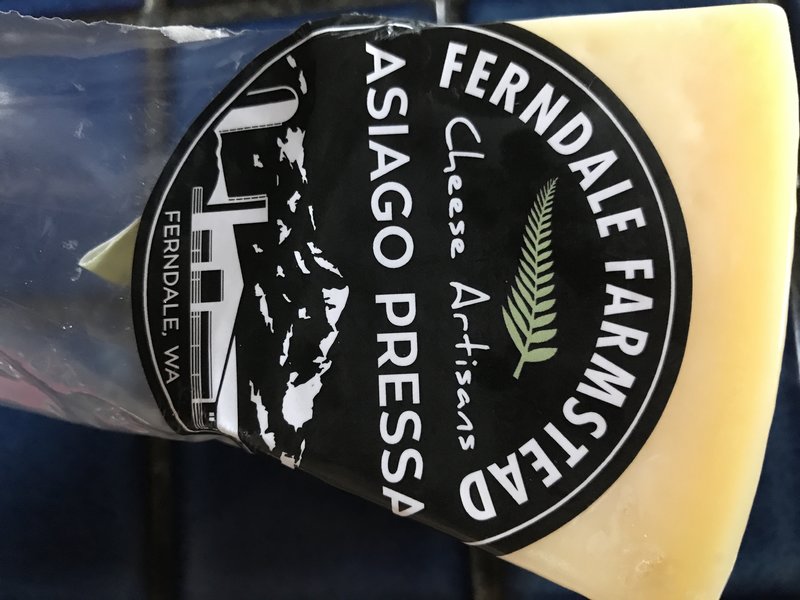 FERNDALE FARMSTEAD
Cheese Artisans
ASIAGO PRESSA
FERNDALE, WA